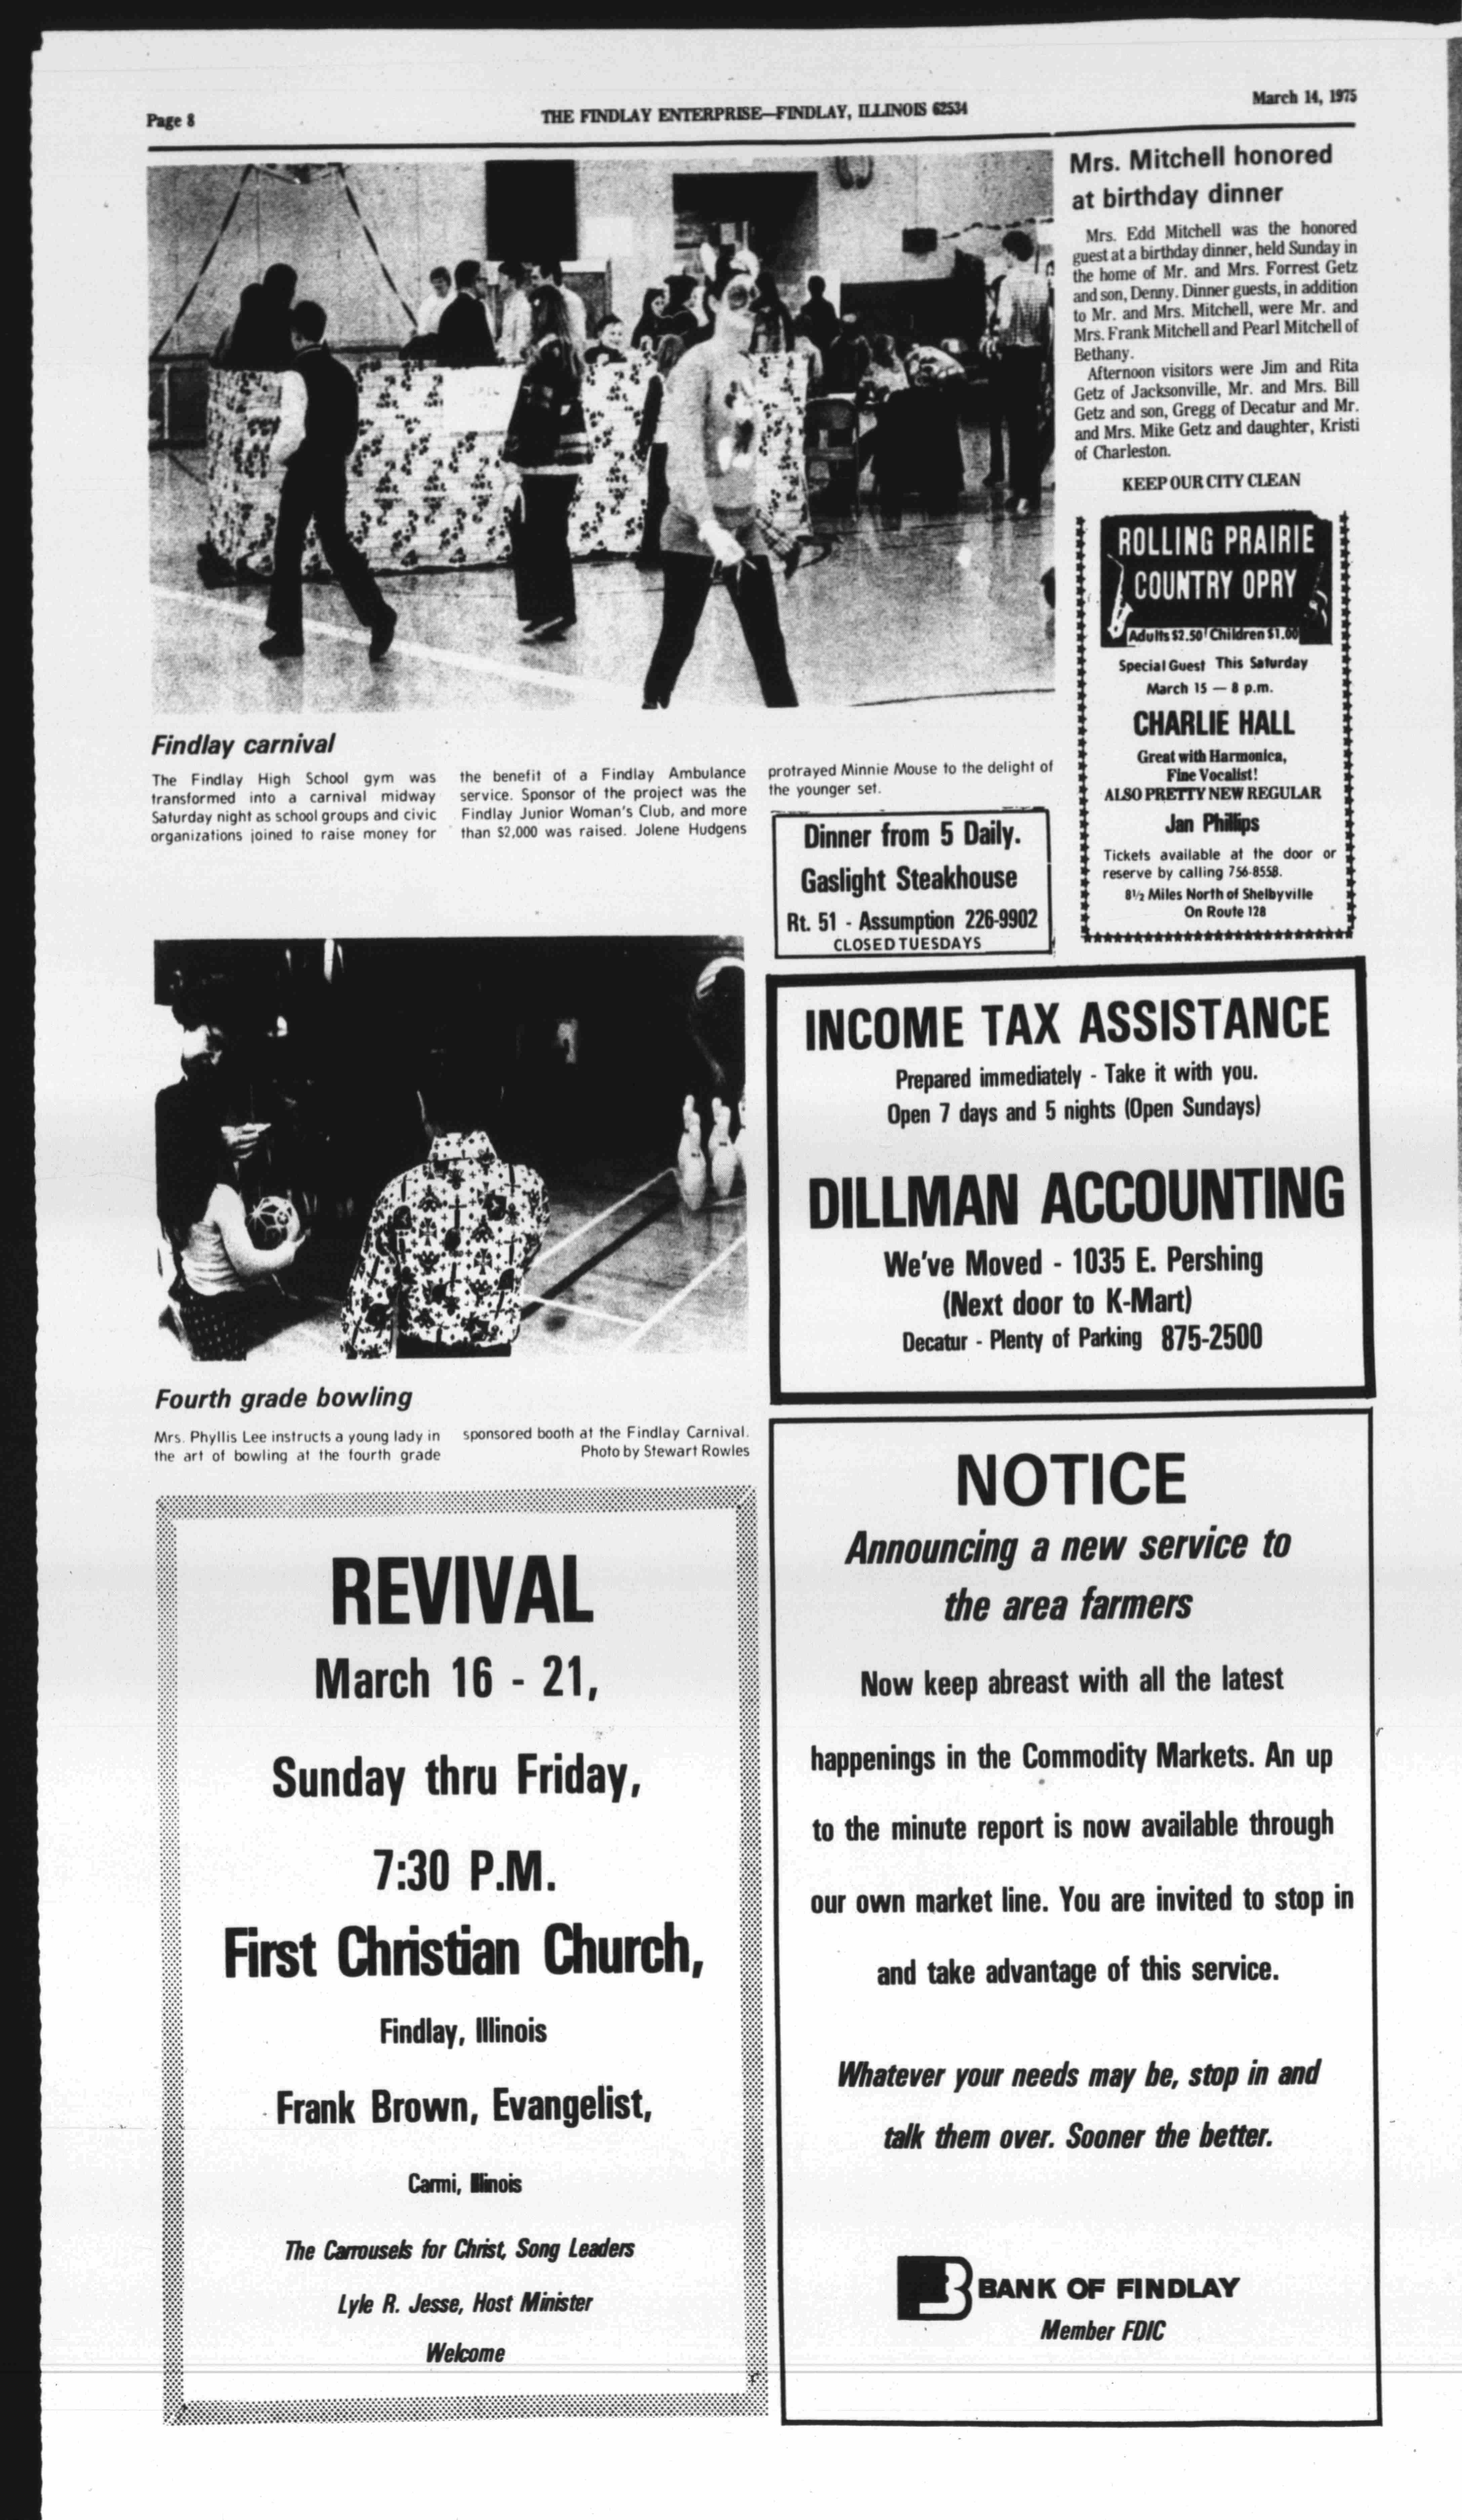 Page 8
THE FINDLAY ENTERPRISE—FINDLAY, ILLINOIS 62534
March 14, 1975
Findlay carnival
The Findlay High School gym was
transformed into a carnival midway
Saturday night as school groups and civic
organizations joined to raise money for
the benefit of a Findlay Ambulance
service. Sponsor of the project was the
Findlay Junior Woman's Club, and more
than $2,000 was raised. Jolene Hudgens
protrayed Minnie Mouse to the delight of
the younger set.
Mrs. Mitchell honored
at birthday dinner
Mrs. Edd Mitchell was the honored
guest at a birthday dinner, held Sunday in
the home of Mr. and Mrs. Forrest Getz
and son, Denny. Dinner guests, in addition
to Mr. and Mrs. Mitchell, were Mr. and
Mrs. Frank Mitchell and Pearl Mitchell of
Bethany.
Afternoon visitors were Jim and Rita
Getz of Jacksonville, Mr. and Mrs. Bill
Getz and son, Gregg of Decatur and Mr.
and Mrs. Mike Getz and daughter, Kristi
of Charleston.
KEEP OUR CITY CLEAN
ROLLING PRAIRIE
COUNTRY OPRY
Adults $2.50 Children $1.00
Special Guest This Saturday
March 15 — 8 p.m.
CHARLIE HALL
Great with Harmonica,
Fine Vocalist!
ALSO PRETTY NEW REGULAR
Jan Phillips
Tickets available at the door or
reserve by calling 756-8558.
8½ Miles North of Shelbyville
On Route 128
Dinner from 5 Daily.
Gaslight Steakhouse
Rt. 51 - Assumption 226-9902
CLOSED TUESDAYS
INCOME TAX ASSISTANCE
Prepared immediately - Take it with you.
Open 7 days and 5 nights (Open Sundays)
DILLMAN ACCOUNTING
We've Moved - 1035 E. Pershing
(Next door to K-Mart)
Decatur - Plenty of Parking 875-2500
Fourth grade bowling
Mrs. Phyllis Lee instructs a young lady in
the art of bowling at the fourth grade
sponsored booth at the Findlay Carnival.
Photo by Stewart Rowles
REVIVAL
March 16 - 21,
Sunday thru Friday,
7:30 P.M.
First Christian Church,
Findlay, Illinois
Frank Brown, Evangelist,
Carmi, Illinois
The Carrousels for Christ, Song Leaders
Lyle R. Jesse, Host Minister
Welcome
NOTICE
Announcing a new service to
the area farmers
Now keep abreast with all the latest
happenings in the Commodity Markets. An up
to the minute report is now available through
our own market line. You are invited to stop in
and take advantage of this service.
Whatever your needs may be, stop in and
talk them over. Sooner the better.
B BANK OF FINDLAY
Member FDIC